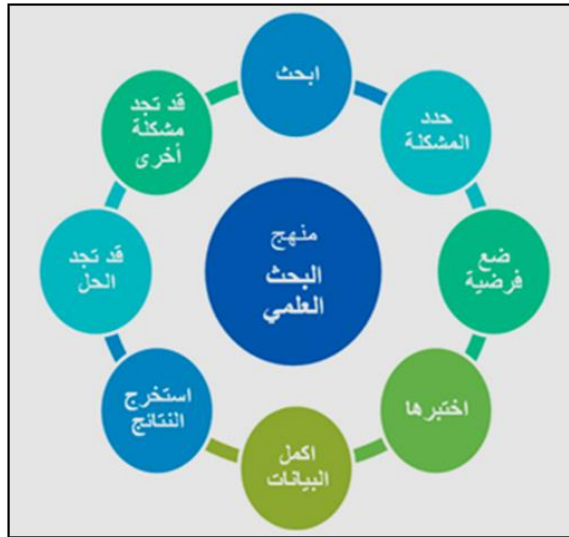 ابحث
حدد
المشكلة
ضع
فرضية
اختبرها
اكمل
البيانات
استخرج
النتائج
قد تجد
الحل
قد تجد
مشكلة
أخرى
منهج
البحث
العلمي